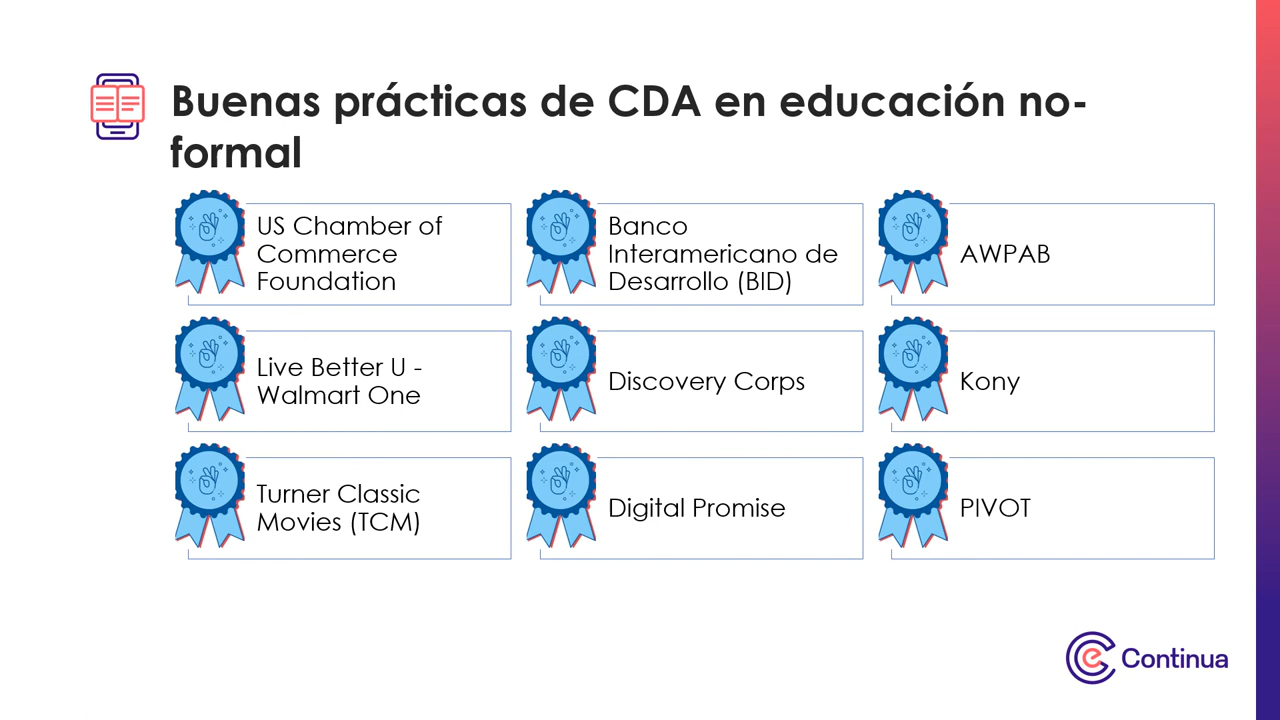 Buenas prácticas de CDA en educación no-
formal
US Chamber of
Commerce
Foundation
Banco
Interamericano de
Desarrollo (BID)
AWPAB
Live Better U -
Walmart One
Discovery Corps
Kony
Turner Classic
Movies (TCM)
Digital Promise
PIVOT
e Continua